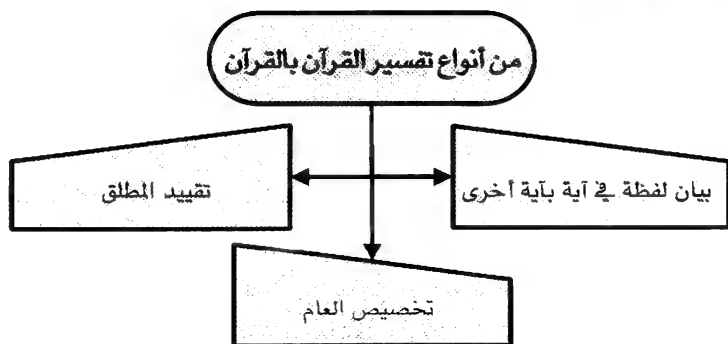 من أنواع تفسير القرآن بالقرآن
بيان لفظة في آية بآية أخرى
تقييد المطلق
تخصيص العام